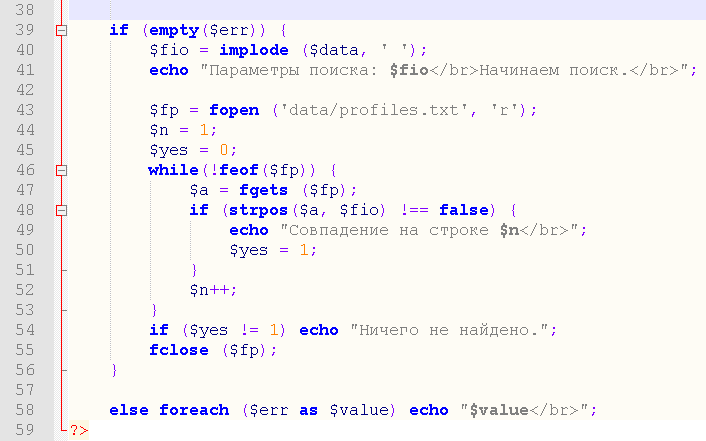 38
39 if (empty($err)) {
40 $fio = implode ($data, ' ');
41 echo "Параметры поиска: $fio</br>Начинаем поиск.</br>";
42
43 $fp = fopen ('data/profiles.txt', 'r');
44 $n = 1;
45 $yes = 0;
46 while(!feof($fp)) {
47 $a = fgets ($fp);
48 if (strpos($a, $fio) !== false) {
49 echo "Совпадение на строке $n</br>";
50 $yes = 1;
51 }
52 $n++;
53 }
54 if ($yes != 1) echo "Ничего не найдено.";
55 fclose ($fp);
56 }
57
58 else foreach ($err as $value) echo "$value</br>";
59 ?>